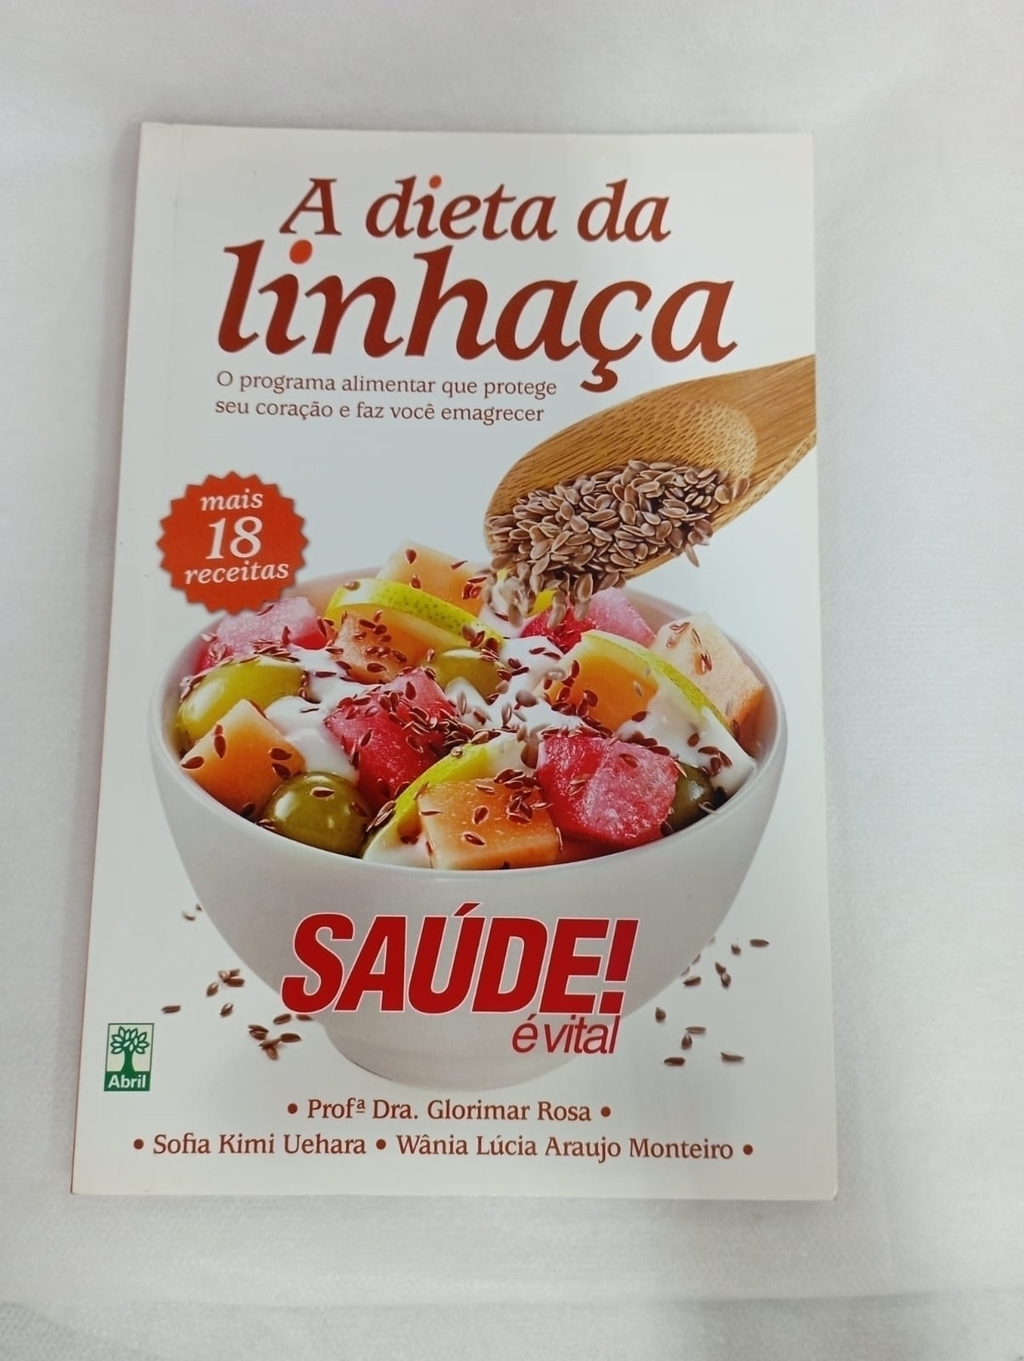 A dieta da
linhaça
O programa alimentar que protege
seu coração e faz você emagrecer
mais
18
receitas
SAÚDE!
é vital
Abril
• Profª Dra. Glorimar Rosa •
• Sofia Kimi Uehara • Wânia Lúcia Araujo Monteiro •